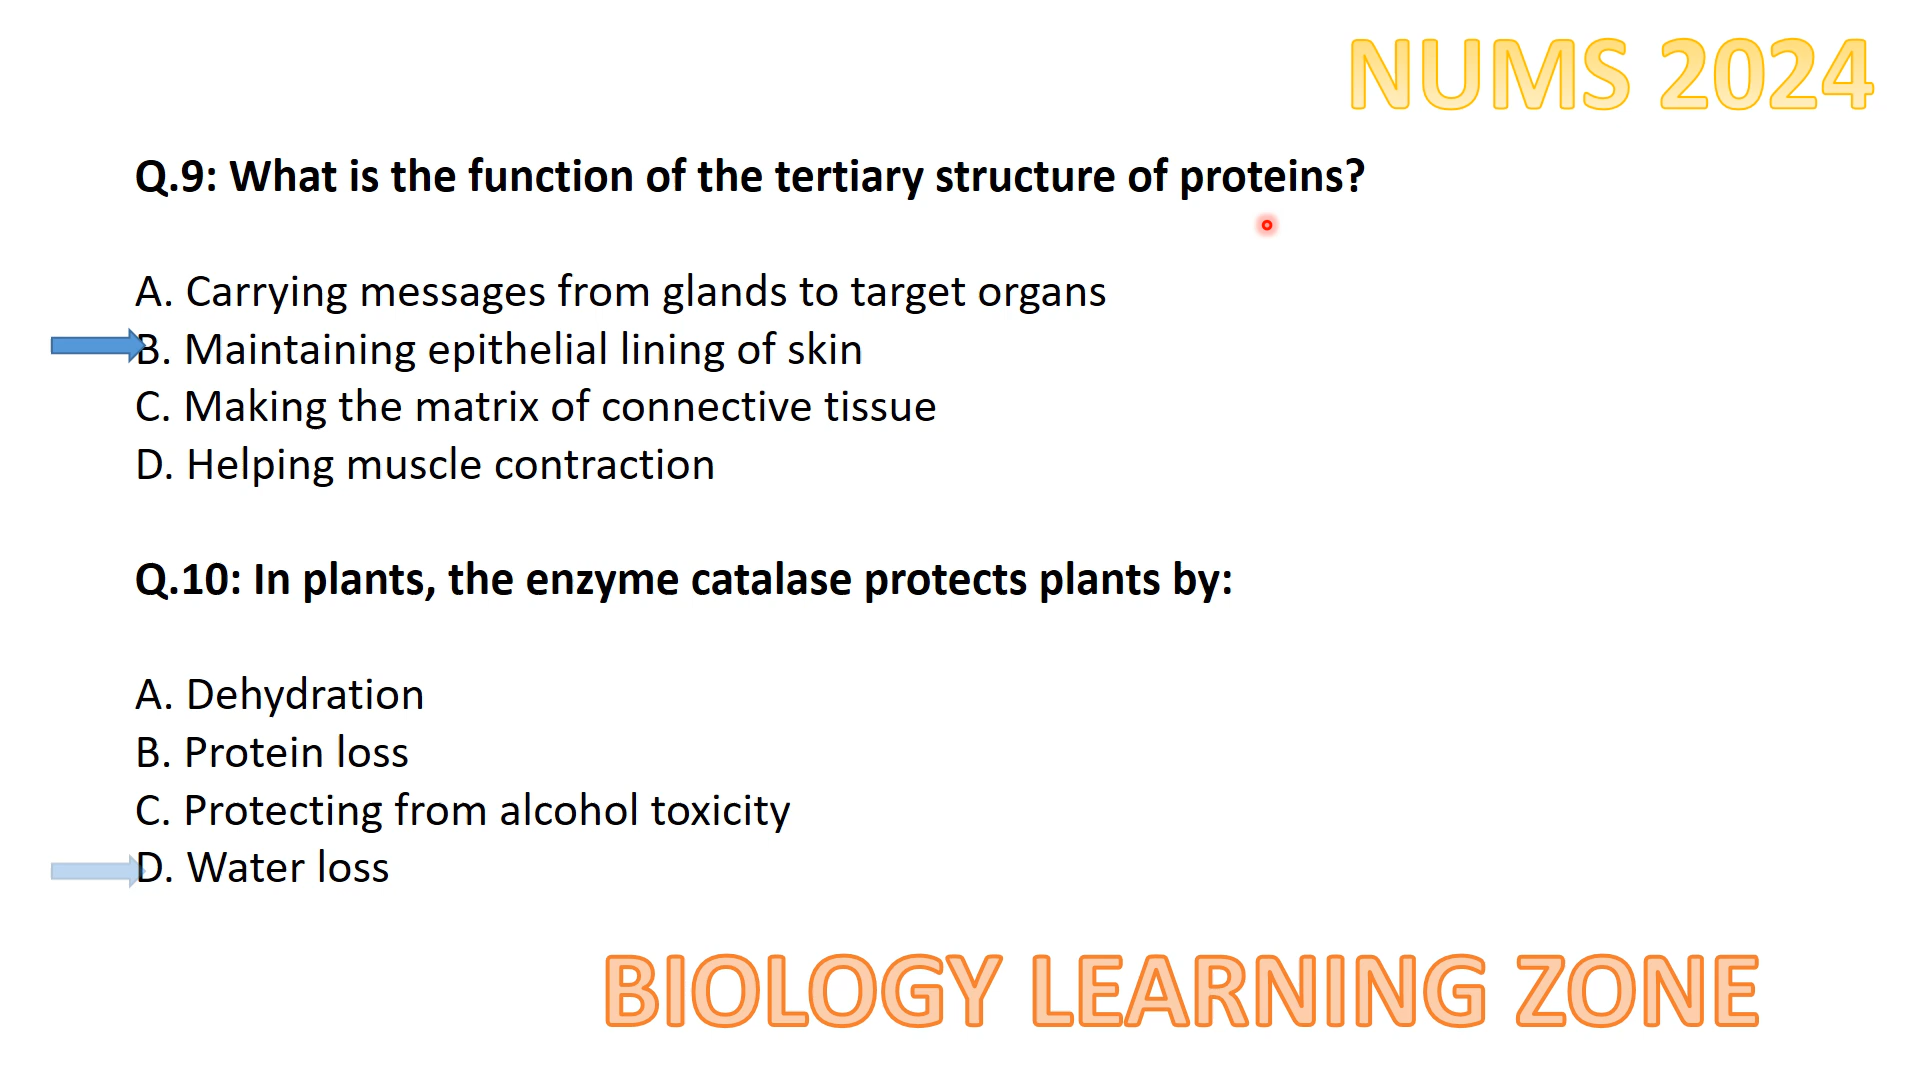 NUMS 2024
Q.9: What is the function of the tertiary structure of proteins?
A. Carrying messages from glands to target organs
B. Maintaining epithelial lining of skin
C. Making the matrix of connective tissue
D. Helping muscle contraction
Q.10: In plants, the enzyme catalase protects plants by:
A. Dehydration
B. Protein loss
C. Protecting from alcohol toxicity
D. Water loss
BIOLOGY LEARNING ZONE